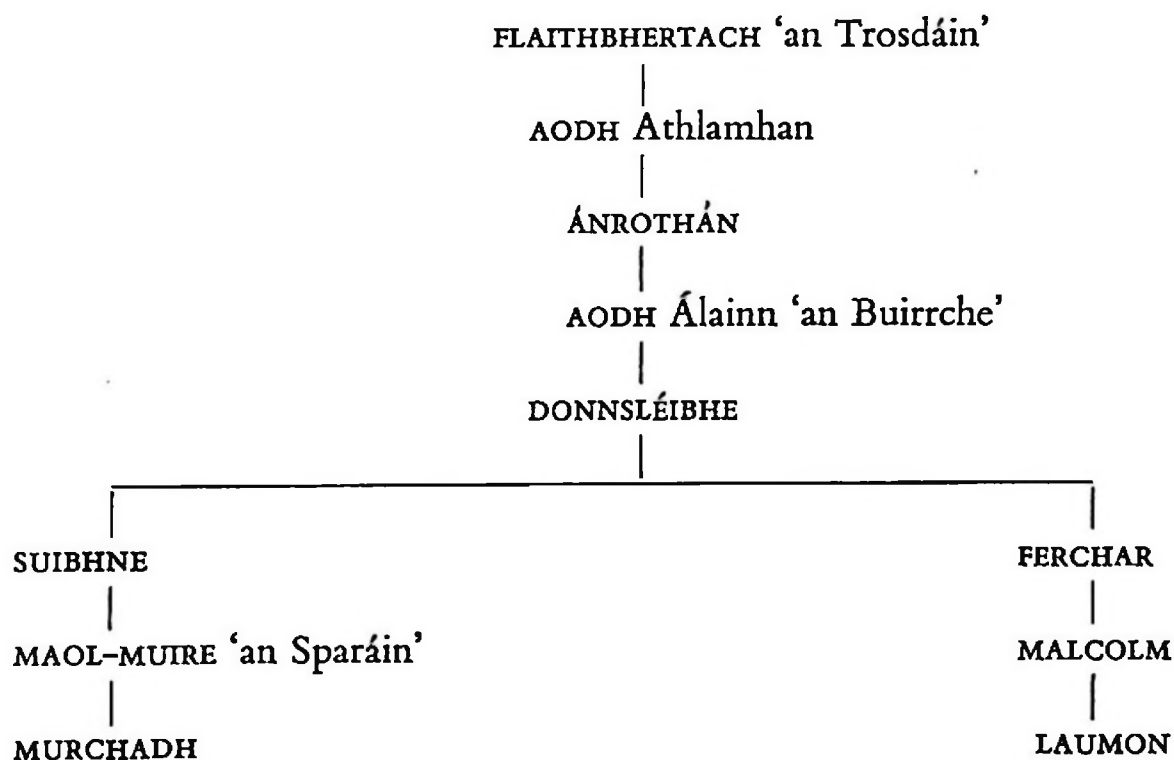 FLAITHBHERTACH ‘an Trosdáin’
AODH Athlamhan
ÁNROTHÁN
AODH Álainn ‘an Buirrche’
DONNSLÉIBHE
SUIBHNE FERCHAR
MAOL-MUIRE ‘an Sparáin’ MALCOLM
MURCHADH LAUMON